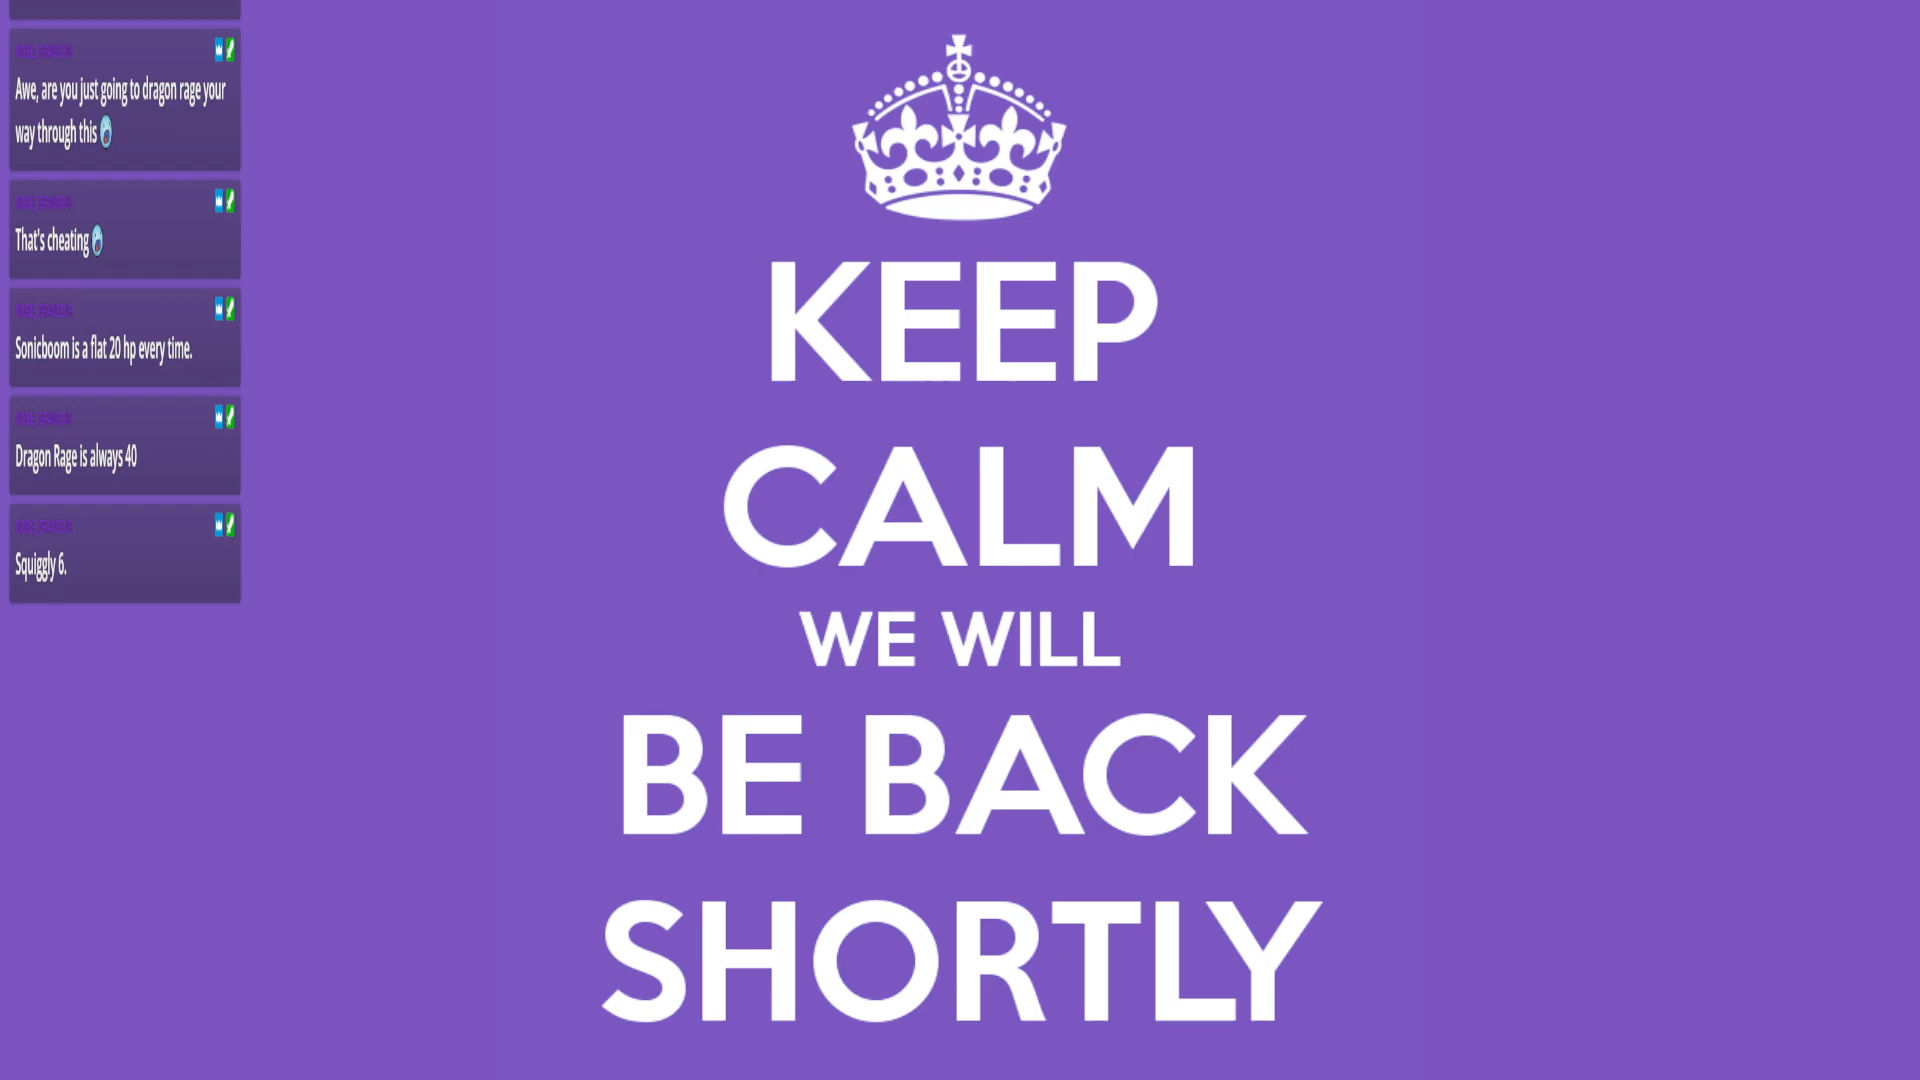 Awe, are you just going to dragon rage your
way through this
That's cheating
Sonicboom is a flat 20 hp every time.
Dragon Rage is always 40
Squiggly 6.
KEEP
CALM
WE WILL
BE BACK
SHORTLY